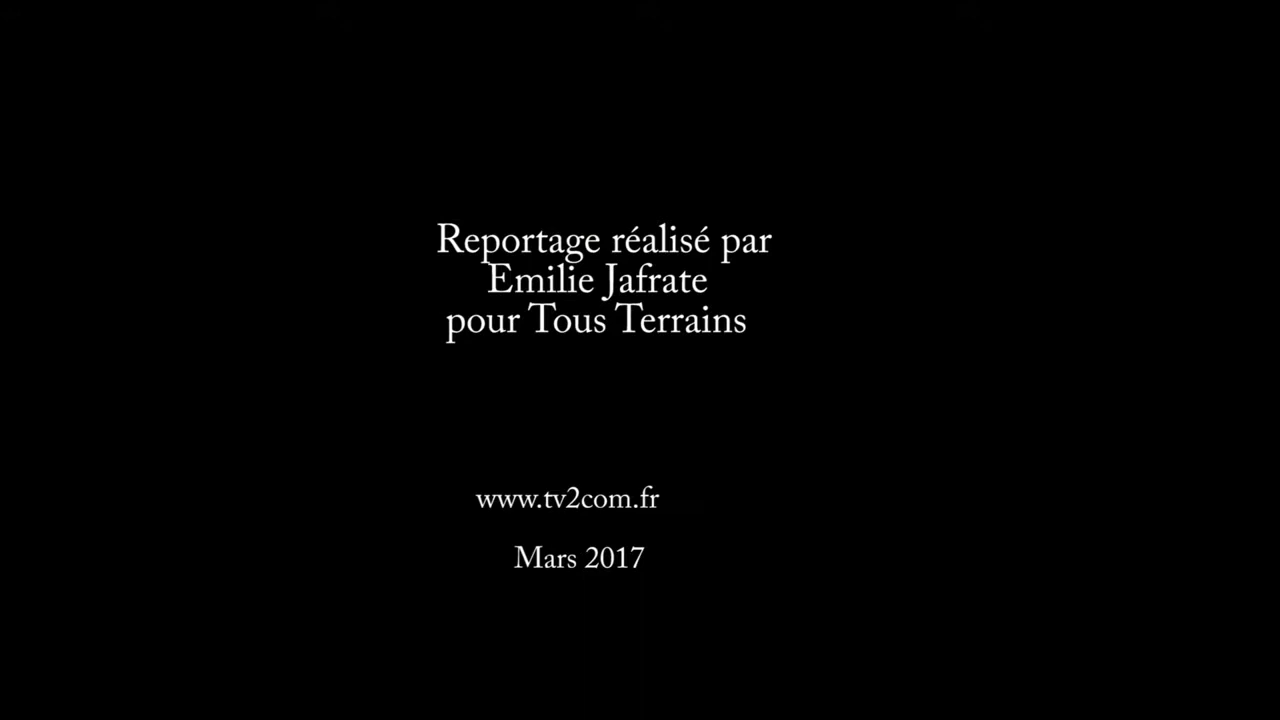 Reportage réalisé par
Emilie Jafrate
pour Tous Terrains
www.tv2com.fr
Mars 2017